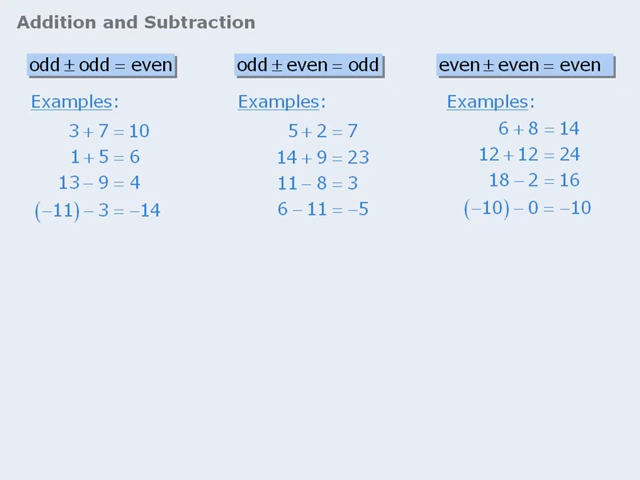 Addition and Subtraction
odd ± odd = even
Examples:
3 + 7 = 10
1 + 5 = 6
13 – 9 = 4
(–11) – 3 = –14
odd ± even = odd
Examples:
5 + 2 = 7
14 + 9 = 23
11 – 8 = 3
6 – 11 = –5
even ± even = even
Examples:
6 + 8 = 14
12 + 12 = 24
18 – 2 = 16
(–10) – 0 = –10